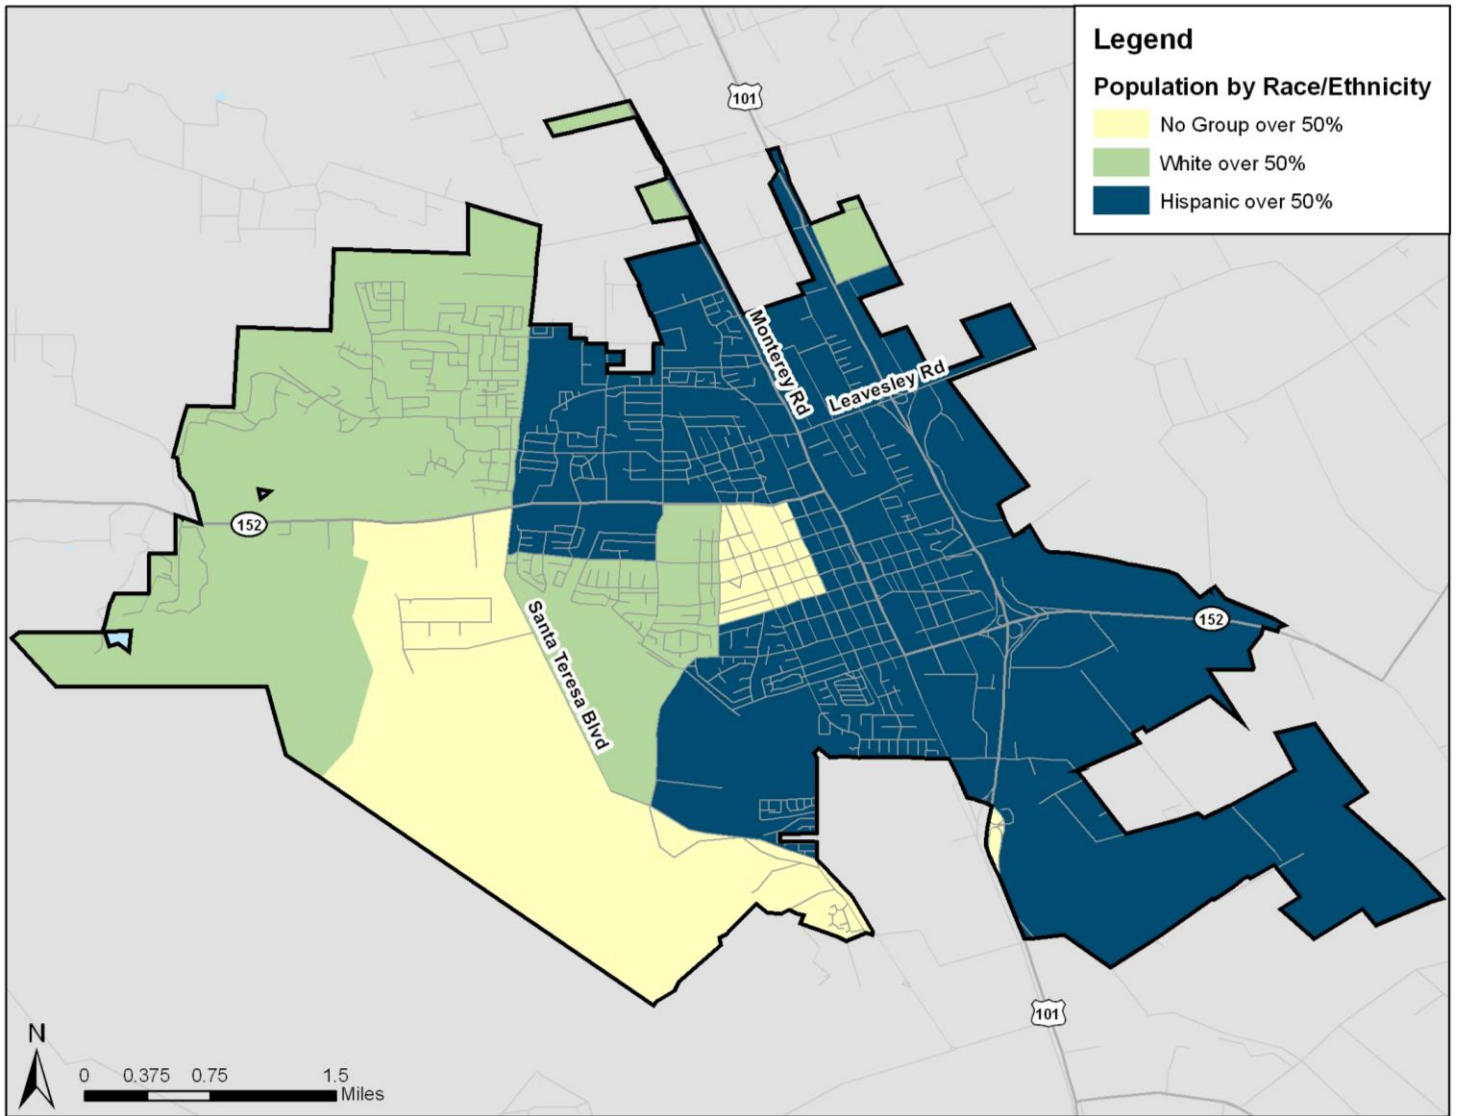 Legend
Population by Race/Ethnicity
No Group over 50%
White over 50%
Hispanic over 50%
101
Monterey Rd
Leavesley Rd
152
152
Santa Teresa Blvd
101
N
0 0.375 0.75 1.5
Miles